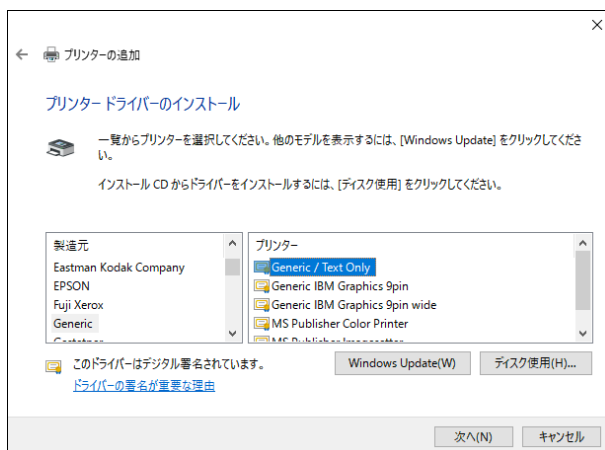 プリンターの追加
プリンター ドライバーのインストール
一覧からプリンターを選択してください。他のモデルを表示するには、[Windows Update] をクリックしてくださ
い。
インストール CD からドライバーをインストールするには、[ディスク使用] をクリックしてください。
製造元
Eastman Kodak Company
EPSON
Fuji Xerox
Generic
プリンター
Generic / Text Only
Generic IBM Graphics 9pin
Generic IBM Graphics 9pin wide
MS Publisher Color Printer
MS Publisher Imagesetter
このドライバーはデジタル署名されています。
ドライバーの署名が重要な理由
Windows Update(W)
ディスク使用(H)...
次へ(N)
キャンセル